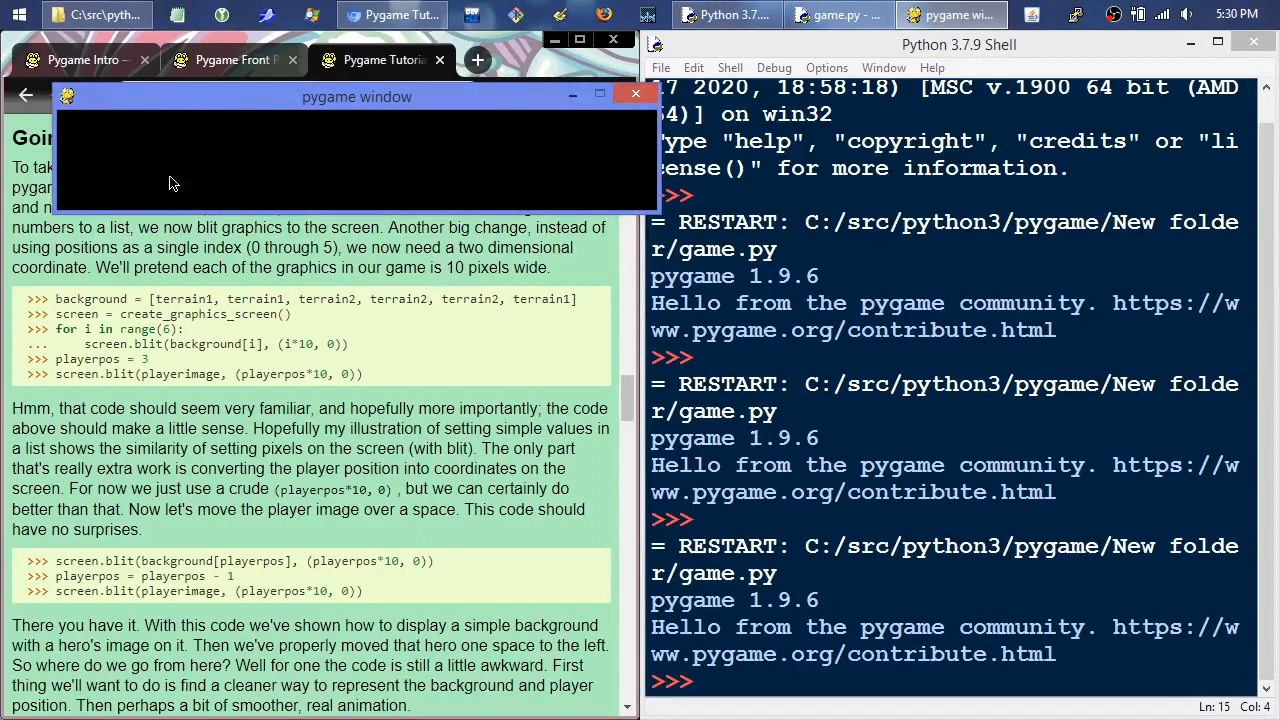 C:\src\pyth...
Pygame Tut...
Python 3.7....
game.py - ...
pygame wi...
5:30 PM
Pygame Intro —
Pygame Front P
Pygame Tutoria
pygame window
To
pygar
and n
numbers to a list, we now blit graphics to the screen. Another big change, instead of
using positions as a single index (0 through 5), we now need a two dimensional
coordinate. We'll pretend each of the graphics in our game is 10 pixels wide.
>>> background = [terrain1, terrain1, terrain2, terrain2, terrain2, terrain1]
>>> screen = create_graphics_screen()
>>> for i in range(6):
...     screen.blit(background[i], (i*10, 0))
>>> playerpos = 3
>>> screen.blit(playerimage, (playerpos*10, 0))
Hmm, that code should seem very familiar, and hopefully more importantly; the code
above should make a little sense. Hopefully my illustration of setting simple values in
a list shows the similarity of setting pixels on the screen (with blit). The only part
that's really extra work is converting the player position into coordinates on the
screen. For now we just use a crude (playerpos*10, 0) , but we can certainly do
better than that. Now let's move the player image over a space. This code should
have no surprises.
>>> screen.blit(background[playerpos], (playerpos*10, 0))
>>> playerpos = playerpos - 1
>>> screen.blit(playerimage, (playerpos*10, 0))
There you have it. With this code we've shown how to display a simple background
with a hero's image on it. Then we've properly moved that hero one space to the left.
So where do we go from here? Well for one the code is still a little awkward. First
thing we'll want to do is find a cleaner way to represent the background and player
position. Then perhaps a bit of smoother, real animation.
Python 3.7.9 Shell
File Edit Shell Debug Options Window Help
17 2020, 18:58:18) [MSC v.1900 64 bit (AMD
64)] on win32
Type "help", "copyright", "credits" or "li
cense()" for more information.
>>>
= RESTART: C:/src/python3/pygame/New folde
r/game.py
pygame 1.9.6
Hello from the pygame community. https://w
ww.pygame.org/contribute.html
>>>
= RESTART: C:/src/python3/pygame/New folde
r/game.py
pygame 1.9.6
Hello from the pygame community. https://w
ww.pygame.org/contribute.html
>>>
= RESTART: C:/src/python3/pygame/New folde
r/game.py
pygame 1.9.6
Hello from the pygame community. https://w
ww.pygame.org/contribute.html
>>>
Ln: 15 Col: 4